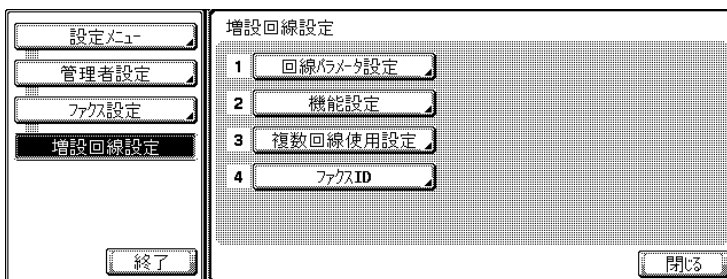 設定ﾒﾆｭｰ
管理者設定
ﾌｧｸｽ設定
増設回線設定
終了
増設回線設定
1 回線ﾊﾟﾗﾒｰﾀ設定
2 機能設定
3 複数回線使用設定
4 ﾌｧｸｽID
閉じる